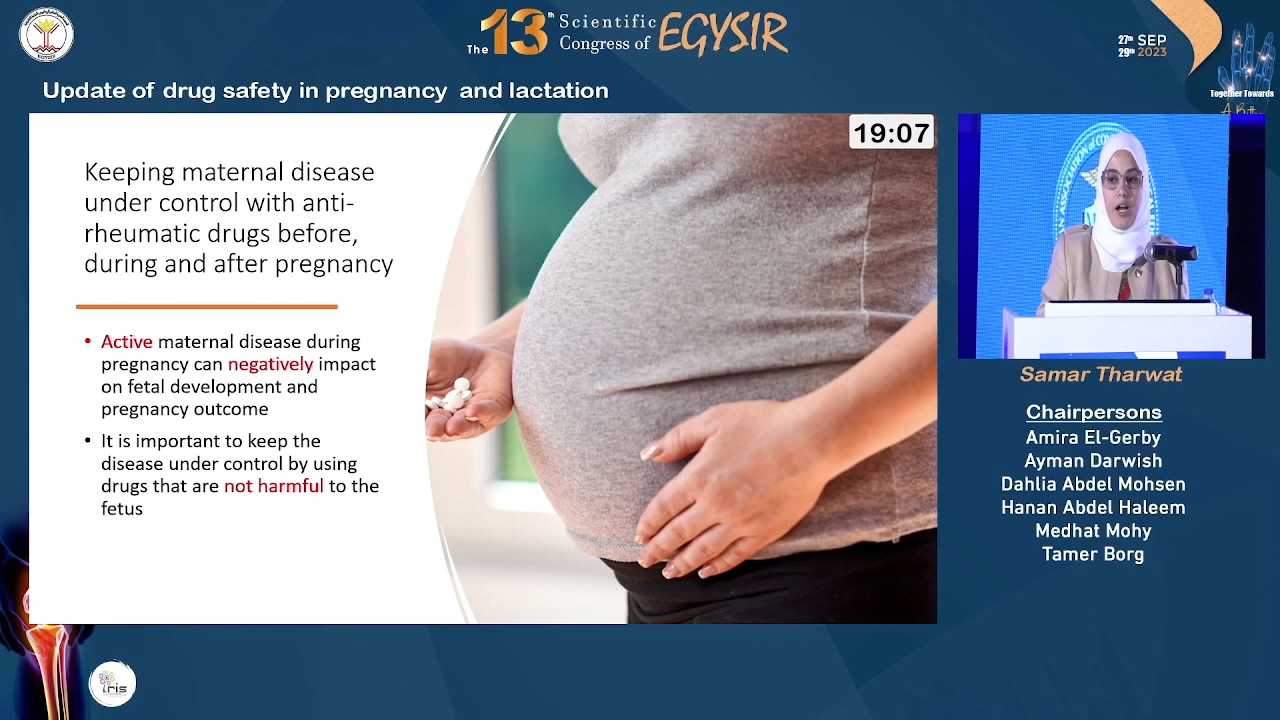 The 13th Scientific Congress of EGYSIR
27th SEP
29th 2023
Together Towards
Update of drug safety in pregnancy and lactation
19:07
Keeping maternal disease
under control with anti-
rheumatic drugs before,
during and after pregnancy
• Active maternal disease during
pregnancy can negatively impact
on fetal development and
pregnancy outcome
• It is important to keep the
disease under control by using
drugs that are not harmful to the
fetus
Samar Tharwat
Chairpersons
Amira El-Gerby
Ayman Darwish
Dahlia Abdel Mohsen
Hanan Abdel Haleem
Medhat Mohy
Tamer Borg
iris